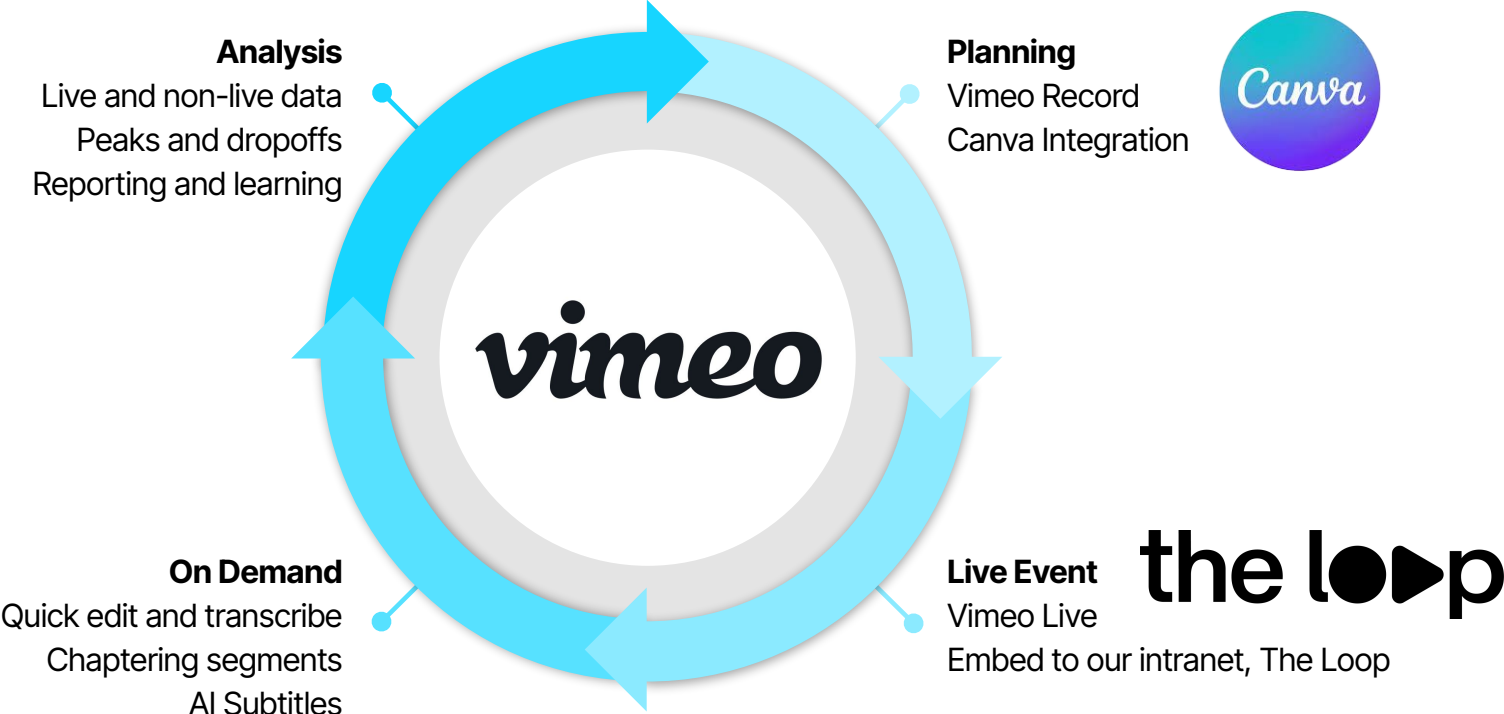 Analysis
Live and non-live data
Peaks and dropoffs
Reporting and learning
Planning
Vimeo Record
Canva Integration
Canva
vimeo
On Demand
Quick edit and transcribe
Chaptering segments
AI Subtitles
Live Event
Vimeo Live
Embed to our intranet, The Loop
the loop